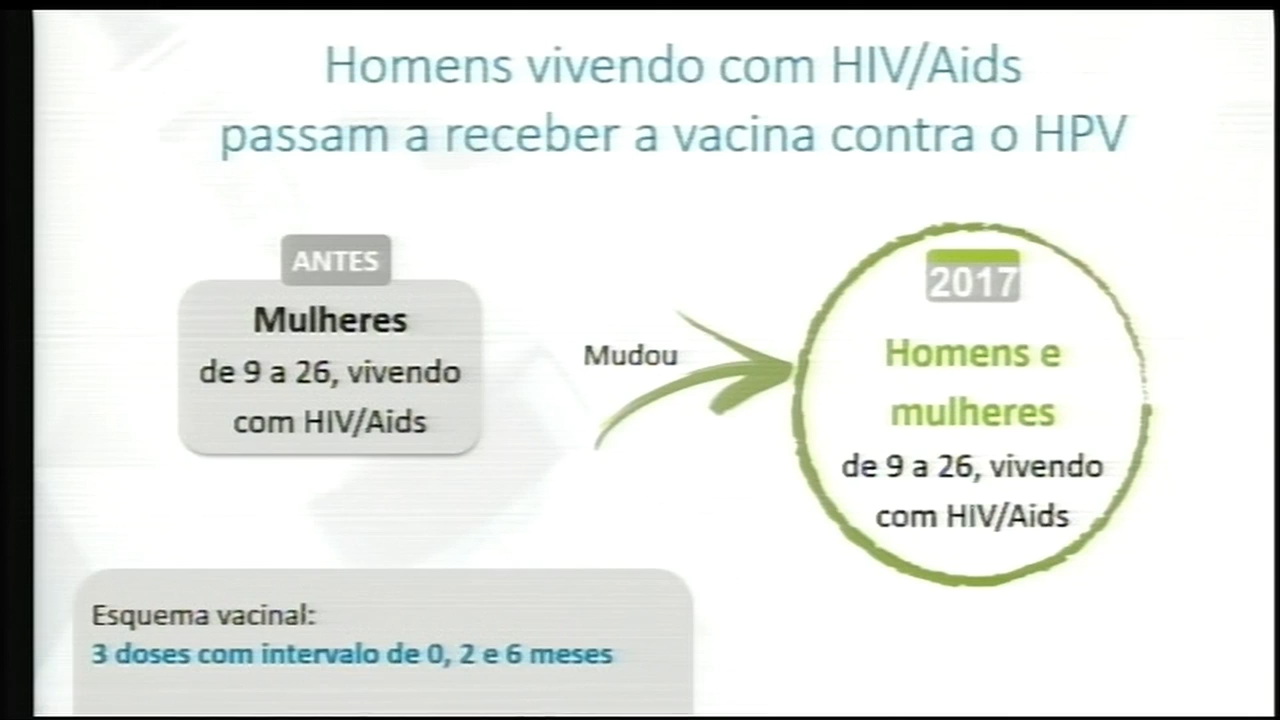 Homens vivendo com HIV/Aids
passam a receber a vacina contra o HPV
ANTES
Mulheres
de 9 a 26, vivendo
com HIV/Aids
Mudou
2017
Homens e
mulheres
de 9 a 26, vivendo
com HIV/Aids
Esquema vacinal:
3 doses com intervalo de 0, 2 e 6 meses